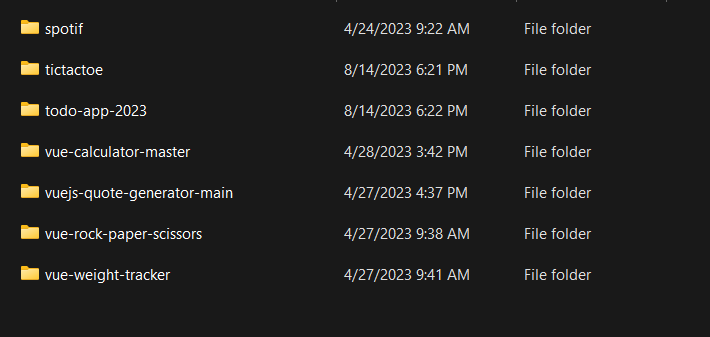 spotif 4/24/2023 9:22 AM File folder
tictactoe 8/14/2023 6:21 PM File folder
todo-app-2023 8/14/2023 6:22 PM File folder
vue-calculator-master 4/28/2023 3:42 PM File folder
vuejs-quote-generator-main 4/27/2023 4:37 PM File folder
vue-rock-paper-scissors 4/27/2023 9:38 AM File folder
vue-weight-tracker 4/27/2023 9:41 AM File folder